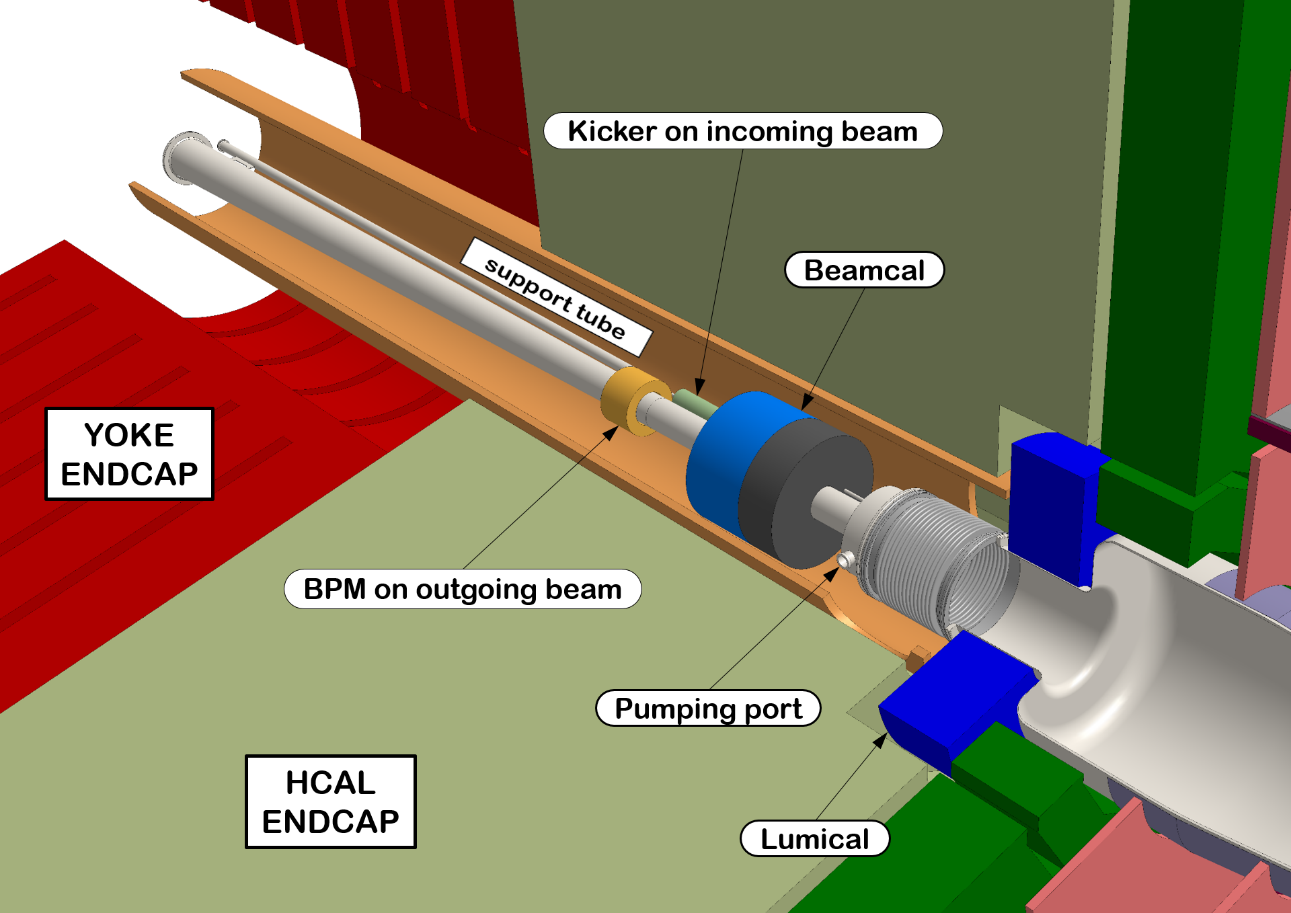 Kicker on incoming beam
Beamcal
support tube
YOKE
ENDCAP
BPM on outgoing beam
Pumping port
HCAL
ENDCAP
Lumical